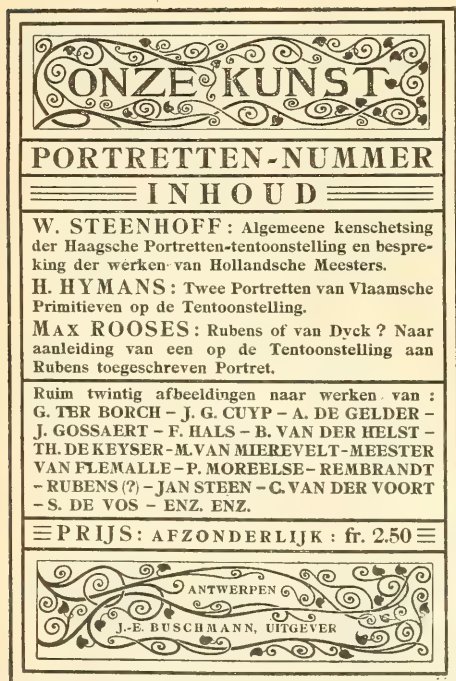 ONZE KUNST
PORTRETTEN-NUMMER
INHOUD
W. STEENHOFF: Algemeene kenschetsing
der Haagsche Portretten-tentoonstelling en bespre-
king der werken van Hollandsche Meesters.
H. HYMANS: Twee Portretten van Vlaamsche
Primitieven op de Tentoonstelling.
MAX ROOSES: Rubens of van Dyck? Naar
aanleiding van een op de Tentoonstelling aan
Rubens toegeschreven Portret.
Ruim twintig afbeeldingen naar werken van :
G. TER BORCH – J. G. CUYP – A. DE GELDER –
J. GOSSAERT – F. HALS – B. VAN DER HELST –
TH. DE KEYSER – M. VAN MIEREVELT – MEESTER
VAN FLEMALLE – P. MOREELSE – REMBRANDT
– RUBENS (?) – JAN STEEN – C. VAN DER VOORT
– S. DE VOS – ENZ. ENZ.
PRIJS: AFZONDERLIJK : fr. 2.50
ANTWERPEN
J.-E. BUSCHMANN, UITGEVER